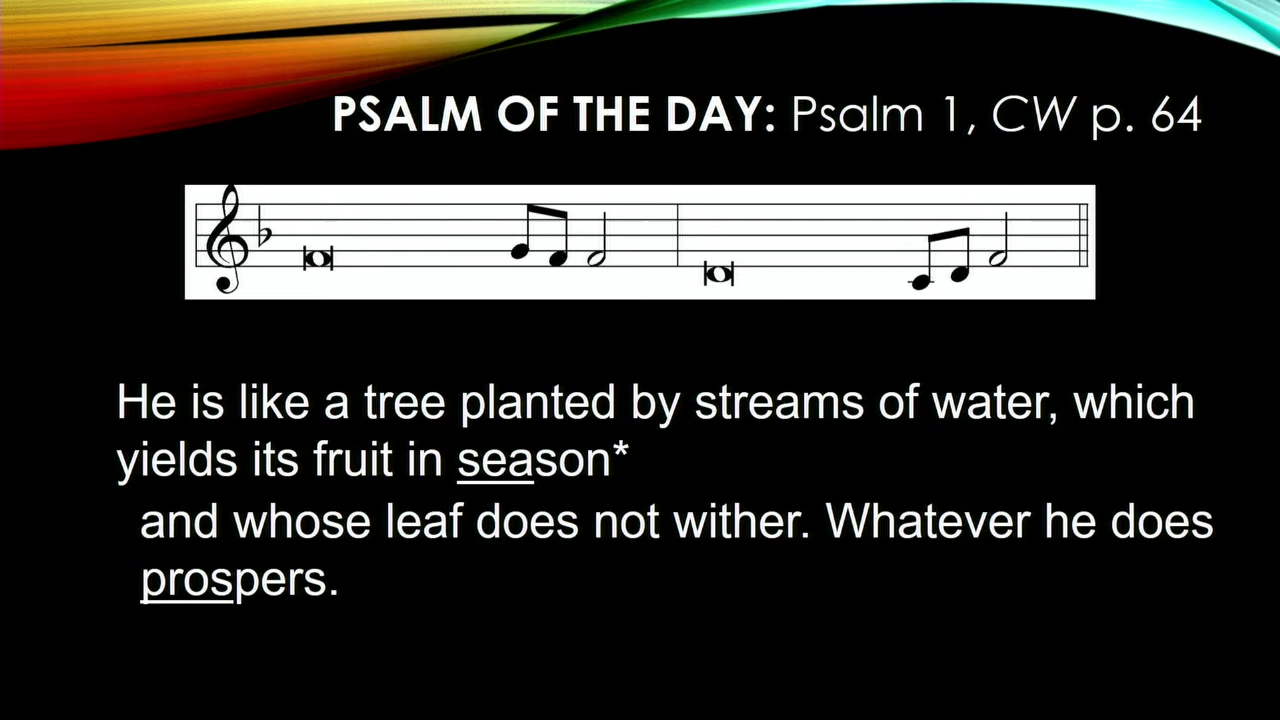 PSALM OF THE DAY: Psalm 1, CW p. 64
He is like a tree planted by streams of water, which
yields its fruit in season*
and whose leaf does not wither. Whatever he does
prospers.